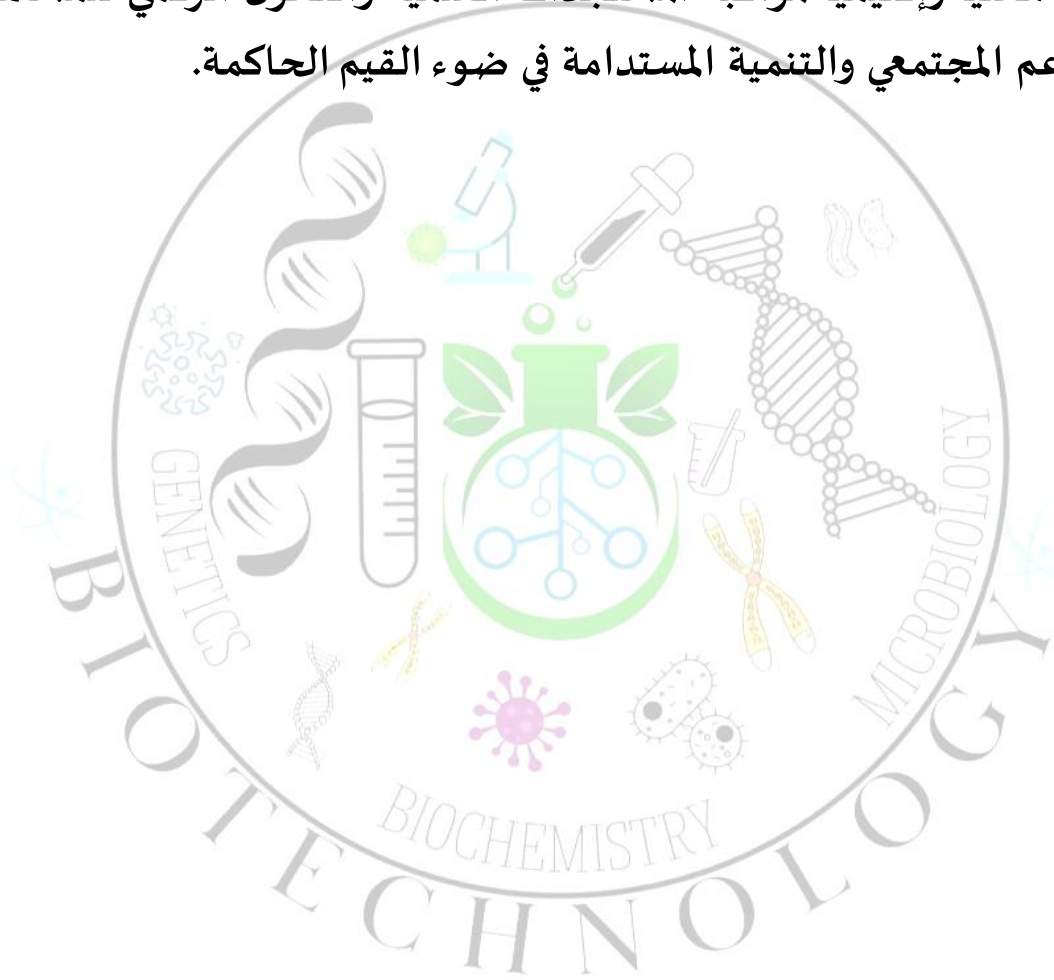 عم المجتمعي والتنمية المستدامة في ضوء القيم الحاكمة.
GENETICS
MICROBIOLOGY
BIOCHEMISTRY
BIOTECHNOLOGY